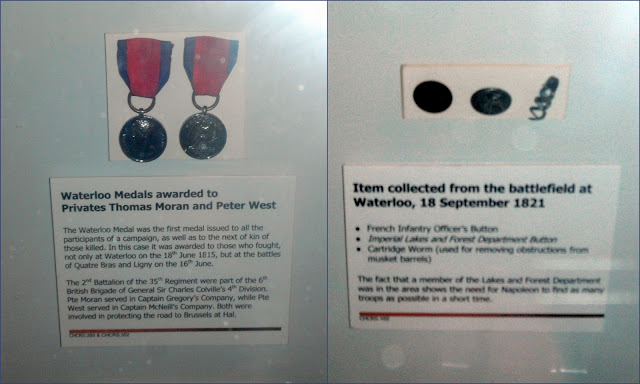 Waterloo Medals awarded to
Privates Thomas Moran and Peter West
The Waterloo Medal was the first medal issued to all the
participants of a campaign, as well as to the next of kin of
those killed. In this case it was awarded to those who fought,
not only at Waterloo on the 18th June 1815, but at the battles
of Quatre Bras and Ligny on the 16th June.
The 2nd Battalion of the 35th Regiment were part of the 6th
British Brigade of General Sir Charles Colville's 4th Division.
Pte Moran served in Captain Gregory's Company, while Pte
West served in Captain McNeil's Company. Both were
involved in protecting the road to Brussels at Hal.
Item collected from the battlefield at
Waterloo, 18 September 1821
• French Infantry Officer's Button
• Imperial Lakes and Forest Department Button
• Cartridge Worm (used for removing obstructions from
musket barrels)
The fact that a member of the Lakes and Forest Department
was in the area shows the need for Napoleon to find as many
troops as possible in a short time.